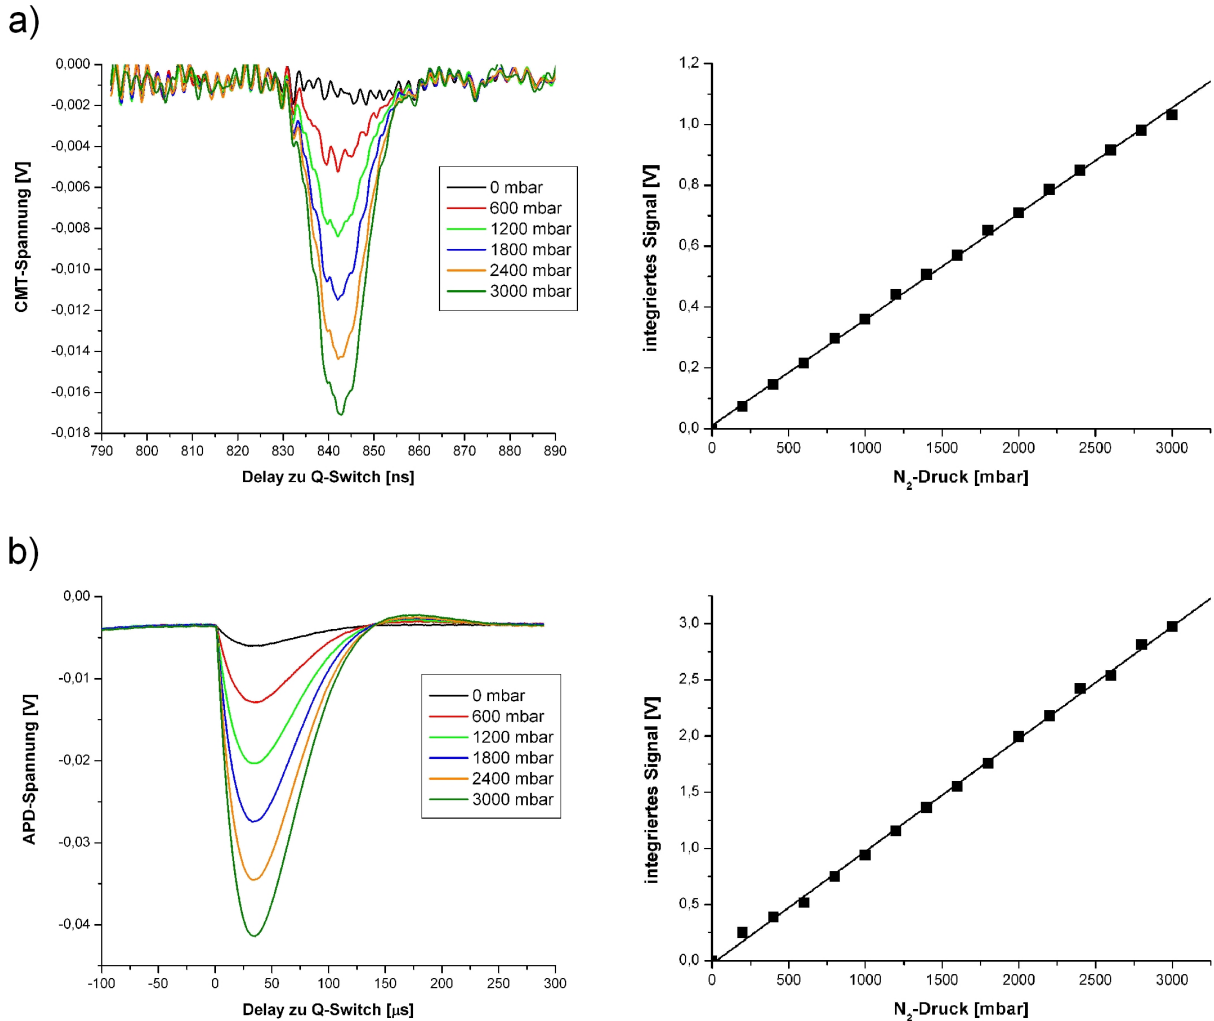 a)
0,000
-0,002
-0,004
-0,006
-0,008
-0,010
-0,012
-0,014
-0,016
-0,018
CMT-Spannung [V]
790 800 810 820 830 840 850 860 870 880 890
Delay zu Q-Switch [ns]
0 mbar
600 mbar
1200 mbar
1800 mbar
2400 mbar
3000 mbar
1,2
1,0
0,8
0,6
0,4
0,2
0,0
integriertes Signal [V]
0 500 1000 1500 2000 2500 3000
N₂-Druck [mbar]
b)
0,00
-0,01
-0,02
-0,03
-0,04
APD-Spannung [V]
-100 -50 0 50 100 150 200 250 300
Delay zu Q-Switch [µs]
0 mbar
600 mbar
1200 mbar
1800 mbar
2400 mbar
3000 mbar
3,0
2,5
2,0
1,5
1,0
0,5
0,0
integriertes Signal [V]
0 500 1000 1500 2000 2500 3000
N₂-Druck [mbar]